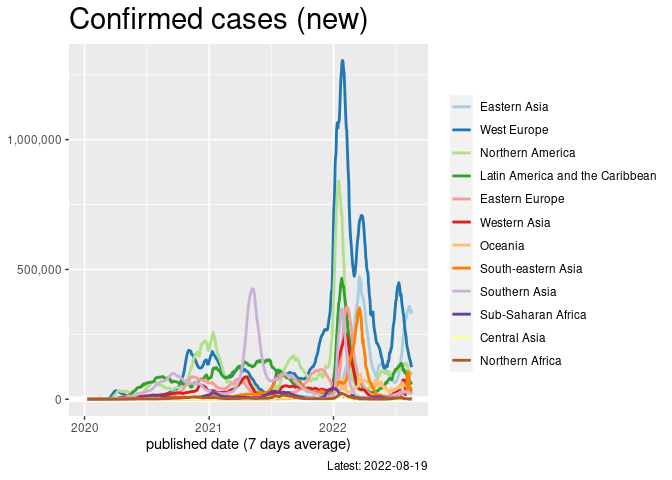 Confirmed cases (new)
1,000,000
500,000
0
2020
2021
2022
published date (7 days average)
Latest: 2022-08-19
Eastern Asia
West Europe
Northern America
Latin America and the Caribbean
Eastern Europe
Western Asia
Oceania
South-eastern Asia
Southern Asia
Sub-Saharan Africa
Central Asia
Northern Africa